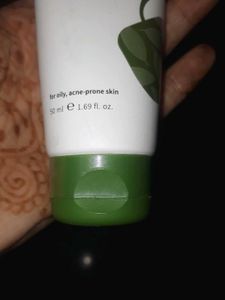 for oily, acne-prone skin
50 ml ℮ 1.69 fl. oz.